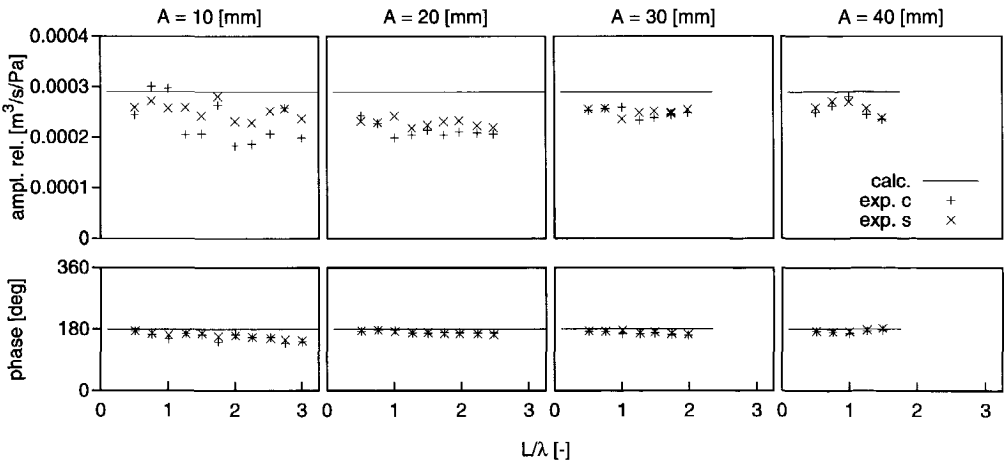 A = 10 [mm] A = 20 [mm] A = 30 [mm] A = 40 [mm]
0.0004
0.0003
0.0002
0.0001
0
ampl. rel. [m³/s/Pa]
calc.
exp. c
exp. s
360
180
0
phase [deg]
0 1 2 3 0 1 2 3 0 1 2 3 0 1 2 3
L/λ [-]